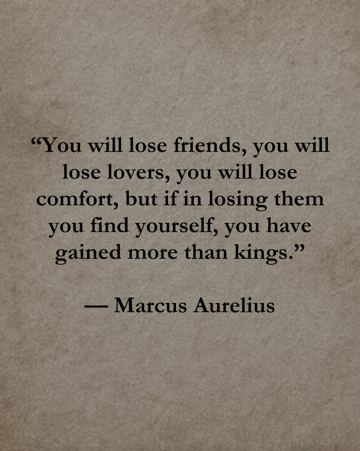 “You will lose friends, you will
lose lovers, you will lose
comfort, but if in losing them
you find yourself, you have
gained more than kings.”
— Marcus Aurelius